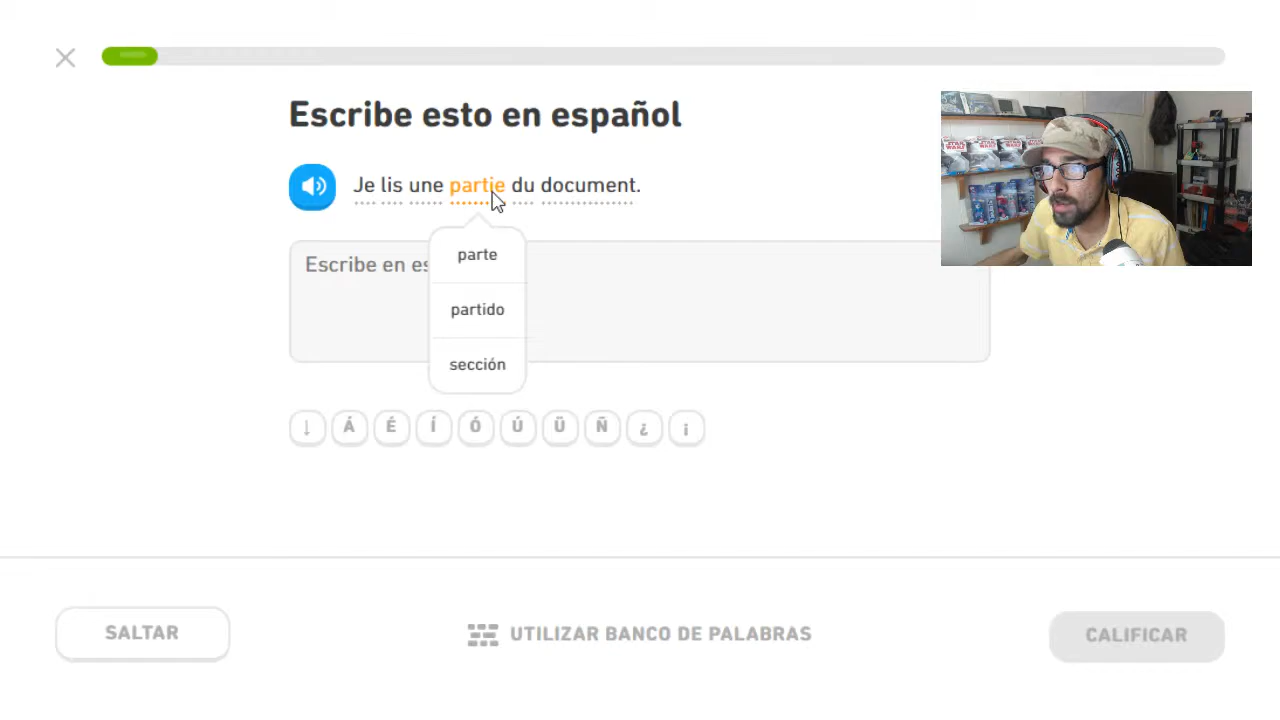 Escribe esto en español
Je lis une partie du document.
Escribe en es
parte
partido
sección
↓ Á É Í Ó Ú Ü Ñ ¿ ¡
SALTAR
UTILIZAR BANCO DE PALABRAS
CALIFICAR